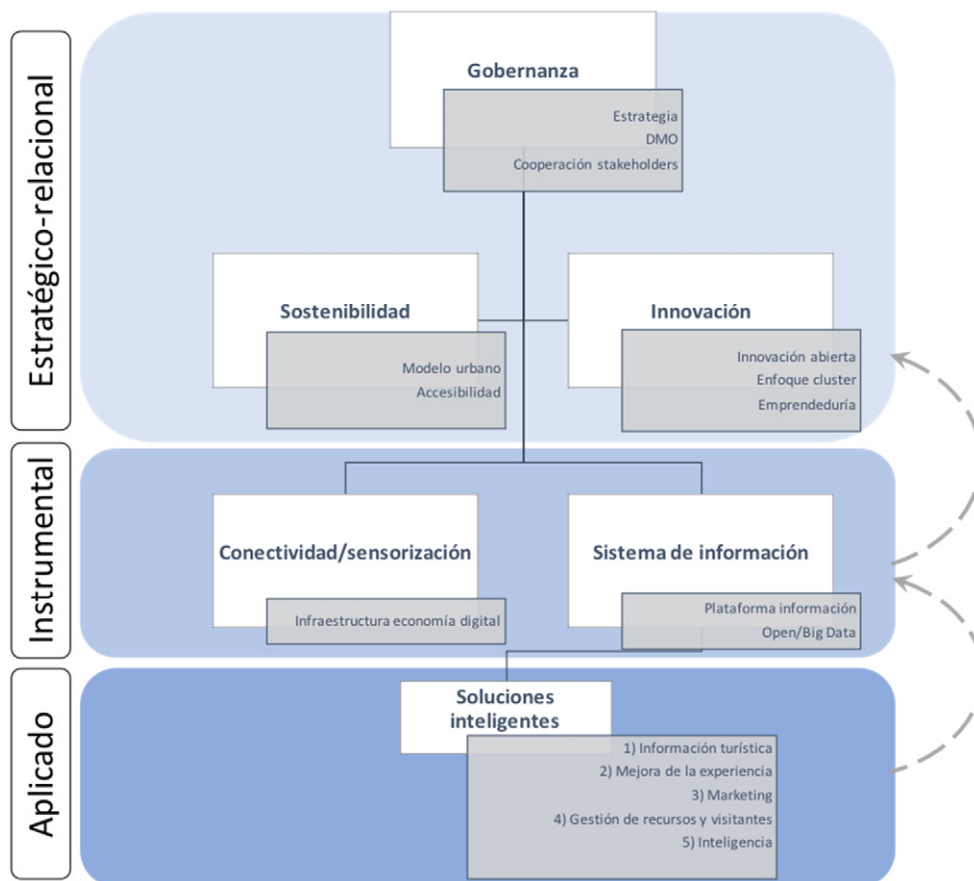 Estratégico-relacional
Gobernanza
Estrategia
DMO
Cooperación stakeholders
Sostenibilidad
Modelo urbano
Accesibilidad
Innovación
Innovación abierta
Enfoque cluster
Emprendeduría
Instrumental
Conectividad/sensorización
Infraestructura economía digital
Sistema de información
Plataforma información
Open/Big Data
Aplicado
Soluciones
inteligentes
1) Información turística
2) Mejora de la experiencia
3) Marketing
4) Gestión de recursos y visitantes
5) Inteligencia